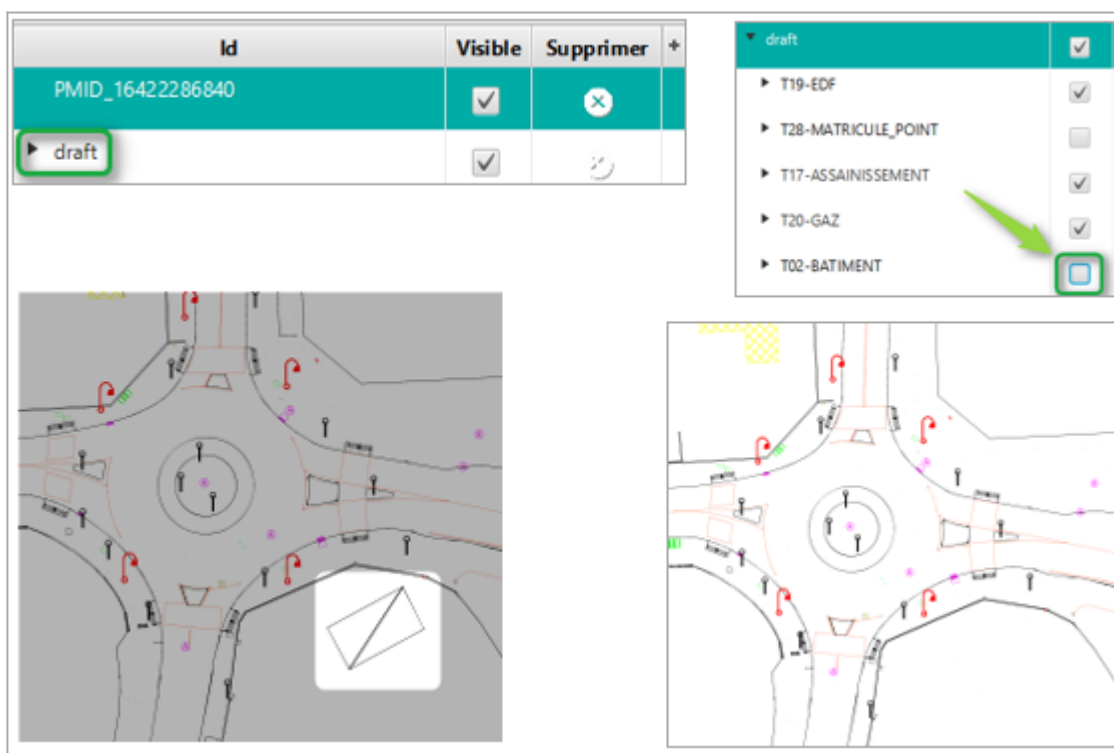 Id Visible Supprimer +
PMID_16422286840
draft
draft
T19-EDF
T28-MATRICULE_POINT
T17-ASSAINISSEMENT
T20-GAZ
T02-BATIMENT